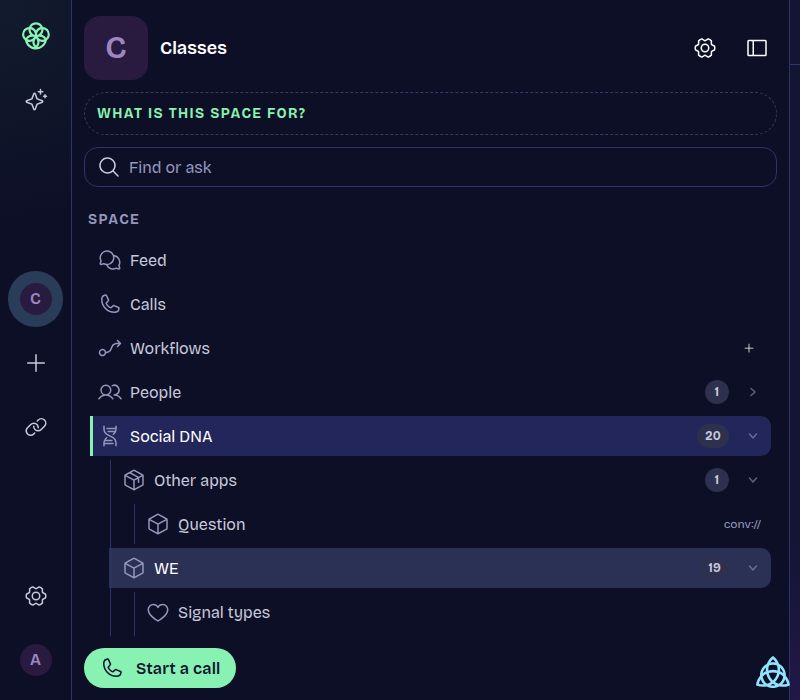 C
Classes
WHAT IS THIS SPACE FOR?
Find or ask
SPACE
Feed
Calls
C
Workflows
People 1
Social DNA 20
Other apps 1
Question conv://
WE 19
Signal types
A
Start a call